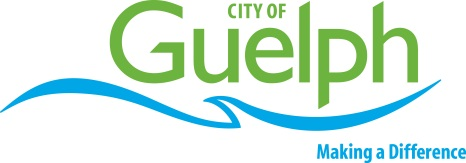 CITY OF
Guelph
Making a Difference